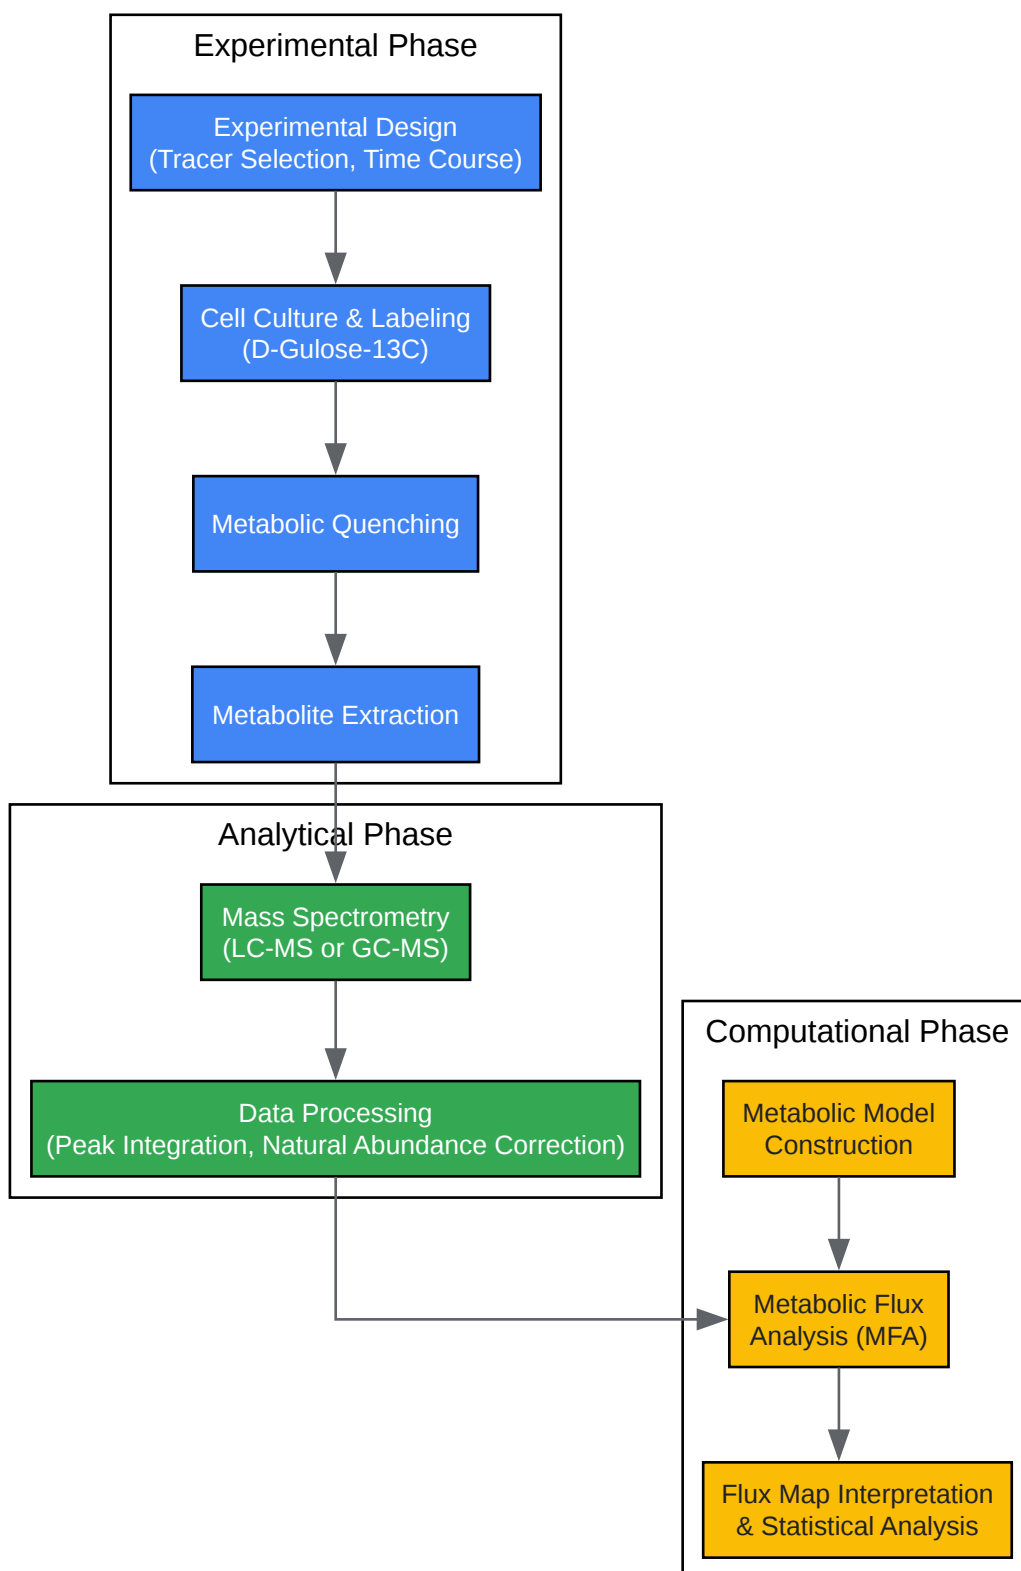 Experimental Phase
Experimental Design
(Tracer Selection, Time Course)
Cell Culture & Labeling
(D-Gulose-13C)
Metabolic Quenching
Metabolite Extraction
Analytical Phase
Mass Spectrometry
(LC-MS or GC-MS)
Data Processing
(Peak Integration, Natural Abundance Correction)
Computational Phase
Metabolic Model
Construction
Metabolic Flux
Analysis (MFA)
Flux Map Interpretation
& Statistical Analysis